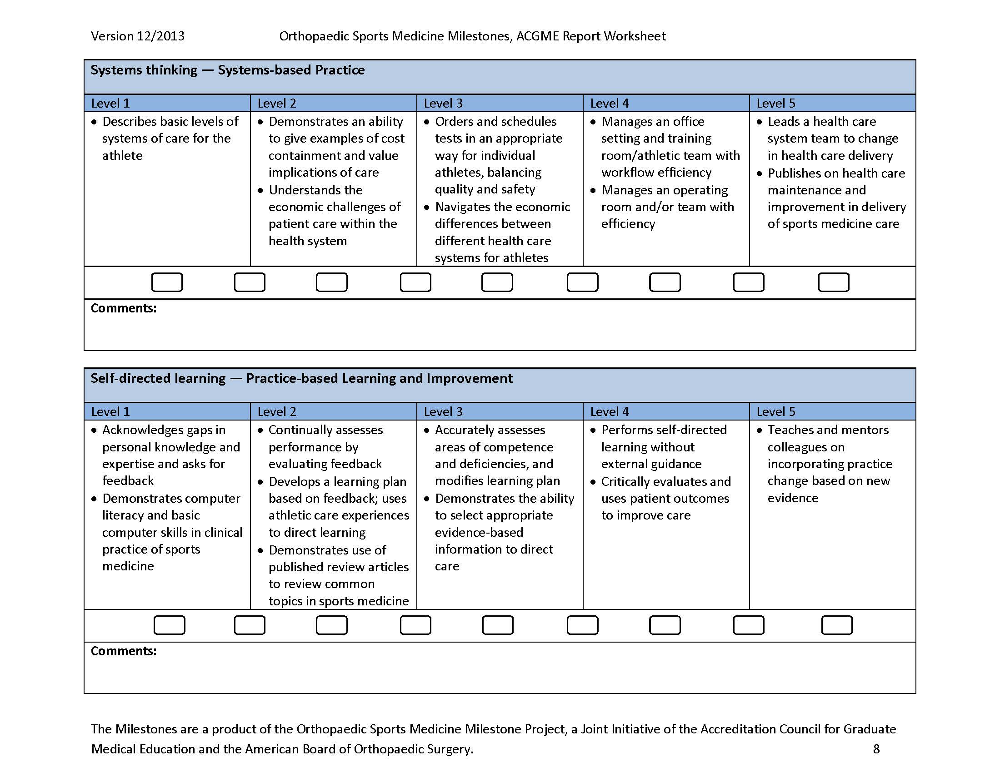 Version 12/2013 Orthopaedic Sports Medicine Milestones, ACGME Report Worksheet
Systems thinking — Systems-based Practice
Level 1 Level 2 Level 3 Level 4 Level 5
• Describes basic levels of
systems of care for the
athlete
• Demonstrates an ability
to give examples of cost
containment and value
implications of care
• Understands the
economic challenges of
patient care within the
health system
• Orders and schedules
tests in an appropriate
way for individual
athletes, balancing
quality and safety
• Navigates the economic
differences between
different health care
systems for athletes
• Manages an office
setting and training
room/athletic team with
workflow efficiency
• Manages an operating
room and/or team with
efficiency
• Leads a health care
system team to change
in health care delivery
• Publishes on health care
maintenance and
improvement in delivery
of sports medicine care
Comments:
Self-directed learning — Practice-based Learning and Improvement
Level 1 Level 2 Level 3 Level 4 Level 5
• Acknowledges gaps in
personal knowledge and
expertise and asks for
feedback
• Demonstrates computer
literacy and basic
computer skills in clinical
practice of sports
medicine
• Continually assesses
performance by
evaluating feedback
• Develops a learning plan
based on feedback; uses
athletic care experiences
to direct learning
• Demonstrates use of
published review articles
to review common
topics in sports medicine
• Accurately assesses
areas of competence
and deficiencies, and
modifies learning plan
• Demonstrates the ability
to select appropriate
evidence-based
information to direct
care
• Performs self-directed
learning without
external guidance
• Critically evaluates and
uses patient outcomes
to improve care
• Teaches and mentors
colleagues on
incorporating practice
change based on new
evidence
Comments:
The Milestones are a product of the Orthopaedic Sports Medicine Milestone Project, a Joint Initiative of the Accreditation Council for Graduate
Medical Education and the American Board of Orthopaedic Surgery. 8